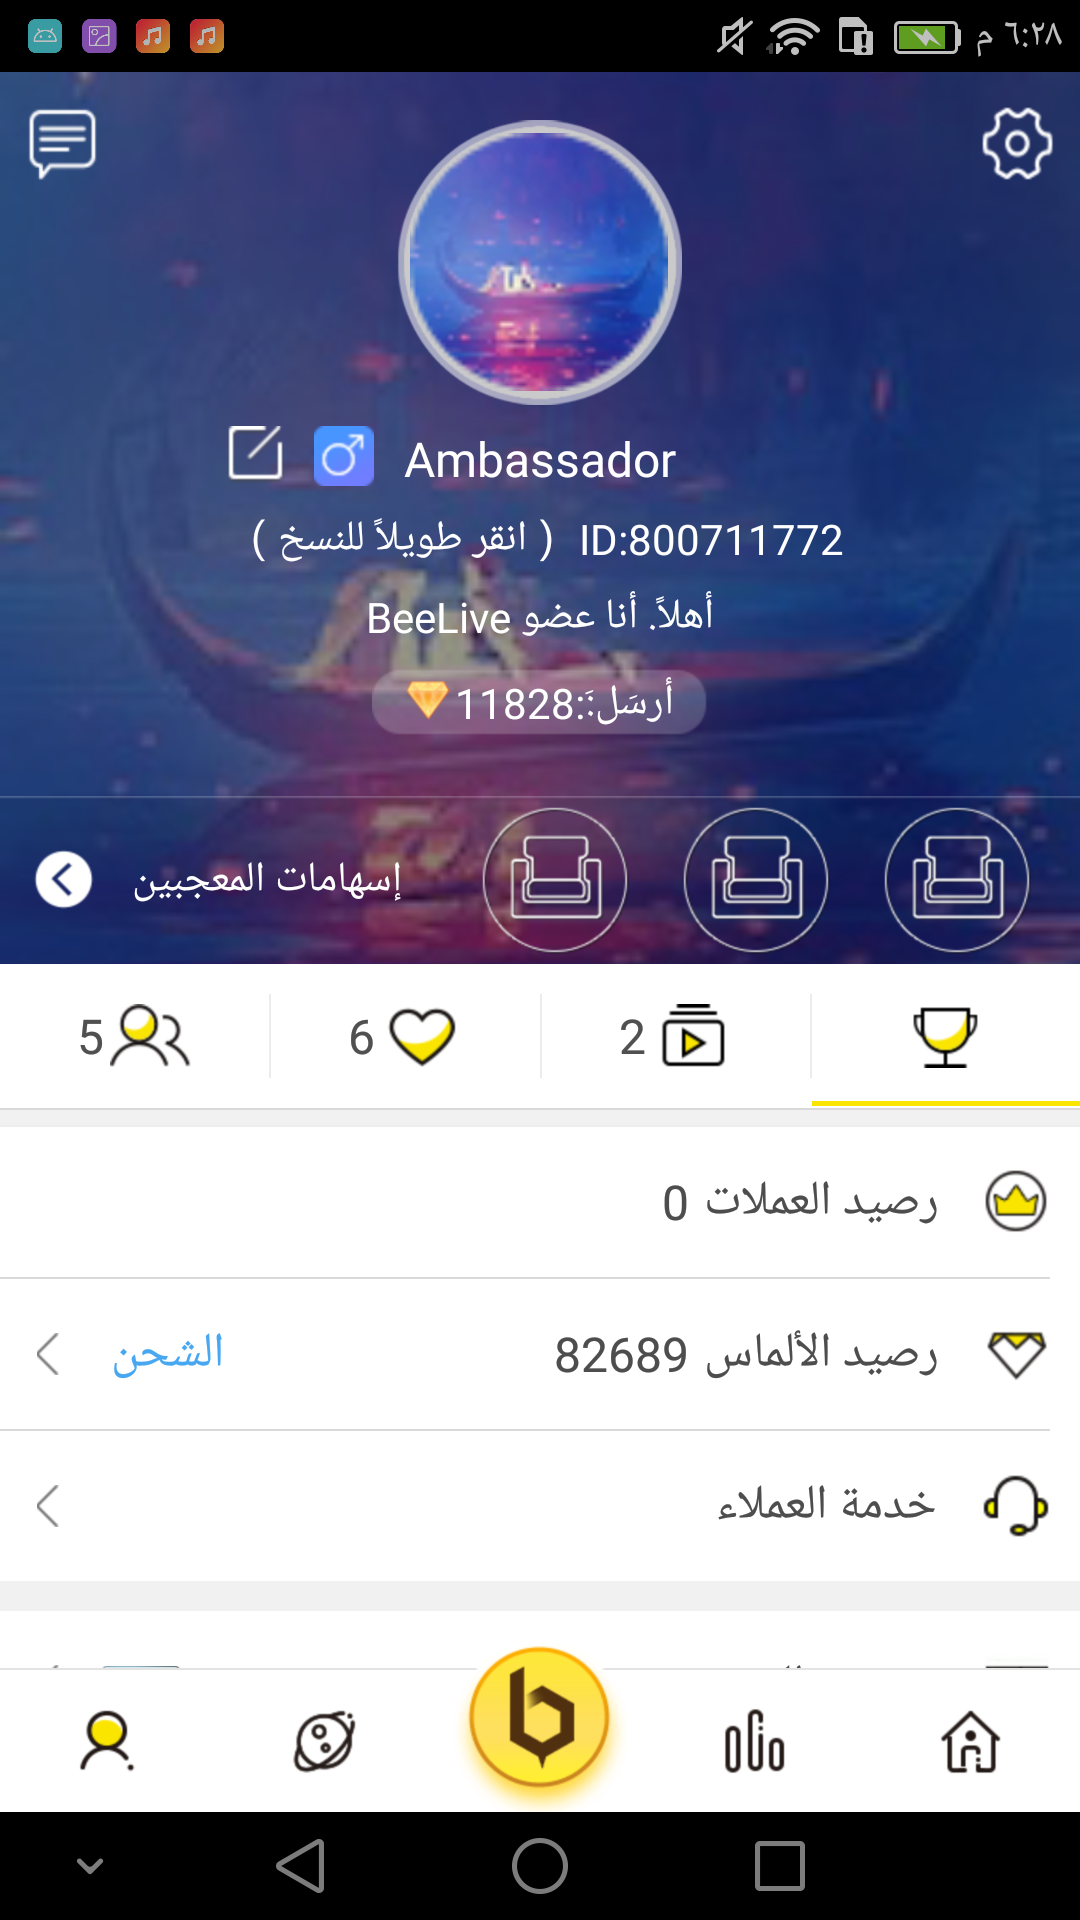 ٦:٢٨ م
Ambassador
ID:800711772 ( انقر طويلاً للنسخ )
أهلاً. أنا عضو BeeLive
أرسَل:َ:11828
إسهامات المعجبين
5
6
2
رصيد العملات 0
رصيد الألماس 82689
الشحن
خدمة العملاء